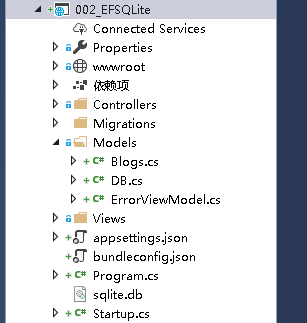 002_EFSQLite
Connected Services
Properties
wwwroot
依赖项
Controllers
Migrations
Models
C# Blogs.cs
C# DB.cs
C# ErrorViewModel.cs
Views
appsettings.json
bundleconfig.json
C# Program.cs
sqlite.db
C# Startup.cs